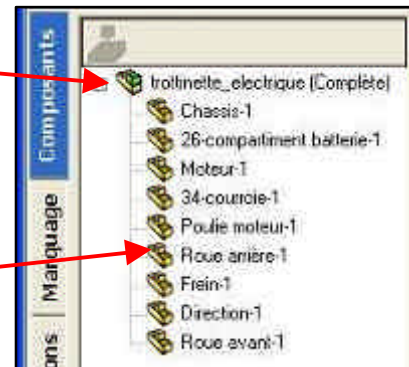 Composants
Marquage
ons
trottinette_electrique (Complète)
Chassis-1
26-compartiment batterie-1
Moteur-1
34-courroie-1
Poulie moteur-1
Roue arrière-1
Frein-1
Direction-1
Roue avant-1